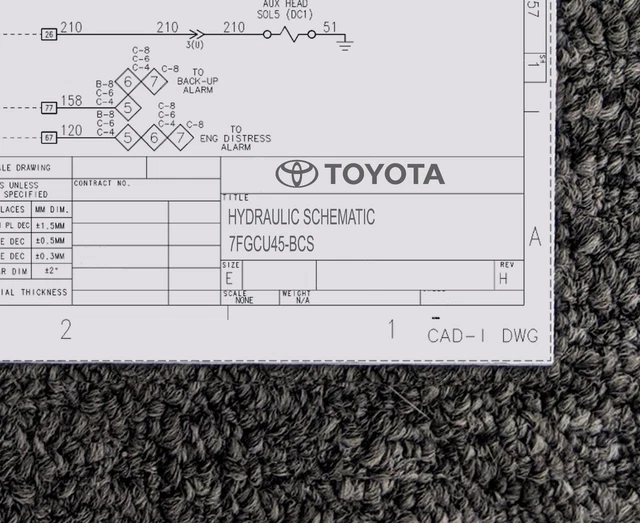 AUX HEAD
SOL5 (DC1)
26 210 210 210 51
3(U)
57
S4
1
C-8
C-6
C-4
6 7 C-8
TO
BACK-UP
ALARM
B-8
C-6
C-4
77 158 5
C-8
C-6
C-4
B-8
C-6
C-4
67 120 5 6 7 C-8
TO
ENG DISTRESS
ALARM
LE DRAWING
S UNLESS
SPECIFIED
CONTRACT NO.
TOYOTA
TITLE
HYDRAULIC SCHEMATIC
7FGCU45-BCS
LACES MM DIM.
PL DEC ±1.5MM
E DEC ±0.5MM
E DEC ±0.3MM
R DIM ±2°
IAL THICKNESS
SIZE
E
REV
H
SCALE
NONE
WEIGHT
N/A
A
2 1 CAD-I DWG